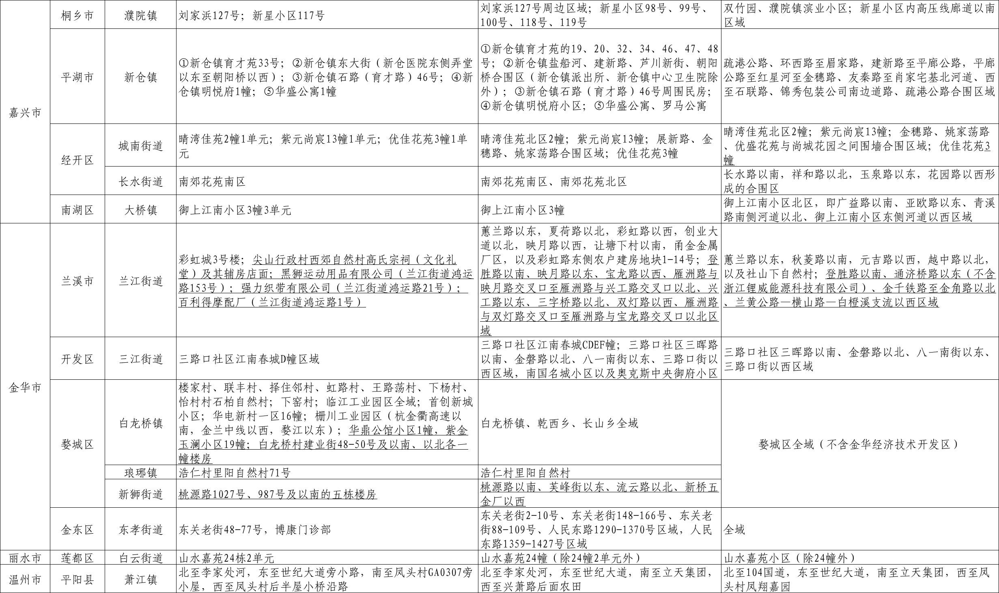 嘉兴市
桐乡市
濮院镇
刘家浜127号；新星小区117号
刘家浜127号周边区域；新星小区98号、99号、
100号、118号、119号
双竹园、濮院镇滨业小区；新星小区内高压线廊道以南
区域
平湖市
新仓镇
①新仓镇育才苑33号；②新仓镇东大街（新仓医院东侧弄堂
以东至朝阳桥以西）；③新仓镇石路（育才路）46号；④新
仓镇明悦府1幢；⑤华盛公寓1幢
①新仓镇育才苑的19、20、32、34、46、47、48
号；②新仓镇盐船河、建新路、芦川新街、朝阳
桥合围区（新仓镇派出所、新仓镇中心卫生院除
外）；③新仓镇石路（育才路）46号周围民房；
④新仓镇明悦府小区；⑤华盛公寓、罗马公寓
疏港公路、环西路至眉家路，建新路至平廊公路，平廊
公路至红星河至金穗路、友秦路至肖家宅基北河道、西
至石联路、锦秀包装公司南边道路、疏港公路合围区域
经开区
城南街道
晴湾佳苑2幢1单元；紫元尚宸13幢1单元；优佳花苑3幢1单
元
晴湾佳苑北区2幢；紫元尚宸13幢；展新路、金
穗路、姚家荡路合围区域；优佳花苑3幢
晴湾佳苑北区2幢；紫元尚宸13幢；金穗路、姚家荡路
、优盛花苑与尚城花园之间围墙合围区域；优佳花苑3
幢
长水街道
南郊花苑南区
南郊花苑南区、南郊花苑北区
长水路以南，祥和路以北，玉泉路以东，花园路以西形
成的合围区
南湖区
大桥镇
御上江南小区3幢3单元
御上江南小区3幢
御上江南小区北区，即广益路以南、亚欧路以东、青溪
路南侧河道以北、御上江南小区东侧河道以西区域
金华市
兰溪市
兰江街道
彩虹城3号楼；尖山行政村西郊自然村高氏宗祠（文化礼
堂）及其辅房店面；黑狮运动用品有限公司（兰江街道鸿运
路153号）；强力织带有限公司（兰江街道鸿运路21号）；
百利得摩配厂（兰江街道鸿运路1号）
蕙兰路以东，夏荷路以北，彩虹路以西，创业大
道以北，映月路以西，让塘下村以南，甬金金属
厂区，以及彩虹路东侧农户建房地块1-14号；登
胜路以南、映月路以东、宝龙路以西、雁洲路与
映月路交叉口至雁洲路与兴工路交叉口以北、兴
工路以东、三字桥路以北、双灯路以西、雁洲路
与双灯路交叉口至雁洲路与宝龙路交叉口以北区
域
蕙兰路以东，秋菱路以南，元吉路以西，越中路以北，
以及社山下自然村；登胜路以南、通济桥路以东（不含
浙江锂威能源科技有限公司）、金千铁路至金角路以北
、兰黄公路—横山路—白橙溪支流以西区域
开发区
三江街道
三路口社区江南春城D幢区域
三路口社区江南春城CDEF幢；三路口社区三晖路
以南、金磐路以北、八一南街以东、三路口街以
西区域，南国名城小区以及奥克斯中央御府小区
三路口社区三晖路以南、金磐路以北、八一南街以东、
三路口街以西区域
婺城区
白龙桥镇
楼家村、联丰村、择住邻村、虹路村、王路荡村、下杨村、
怡村村石柏自然村；下窑村；临江工业园区全域；首创新城
小区；华电新村一区16幢；栅川工业园区（杭金衢高速以
南，金兰中线以西，婺江以东）；华鼎公馆小区1幢，紫金
玉澜小区19幢；白龙桥村建业街48-50号及以南、以北各一
幢楼房
白龙桥镇、乾西乡、长山乡全域
婺城区全域（不含金华经济技术开发区）
琅琊镇
浩仁村里阳自然村71号
浩仁村里阳自然村
新狮街道
桃源路1027号、987号及以南的五栋楼房
桃源路以南、芙峰街以东、流云路以北、新桥五
金厂以西
金东区
东孝街道
东关老街48-77号，博康门诊部
东关老街2-10号、东关老街148-166号、东关老
街88-109号、人民东路1290-1370号区域，人民
东路1359-1427号区域
全域
丽水市
莲都区
白云街道
山水嘉苑24栋2单元
山水嘉苑24幢（除24幢2单元外）
山水嘉苑小区（除24幢外）
温州市
平阳县
萧江镇
北至李家处河，东至世纪大道旁小路，南至凤头村GA0307旁
小屋，西至凤头村后半屋小桥沿路
北至李家处河，东至世纪大道，南至立天集团，
西至兴萧路后面农田
北至104国道，东至世纪大道，南至立天集团，西至凤
头村凤翔嘉园